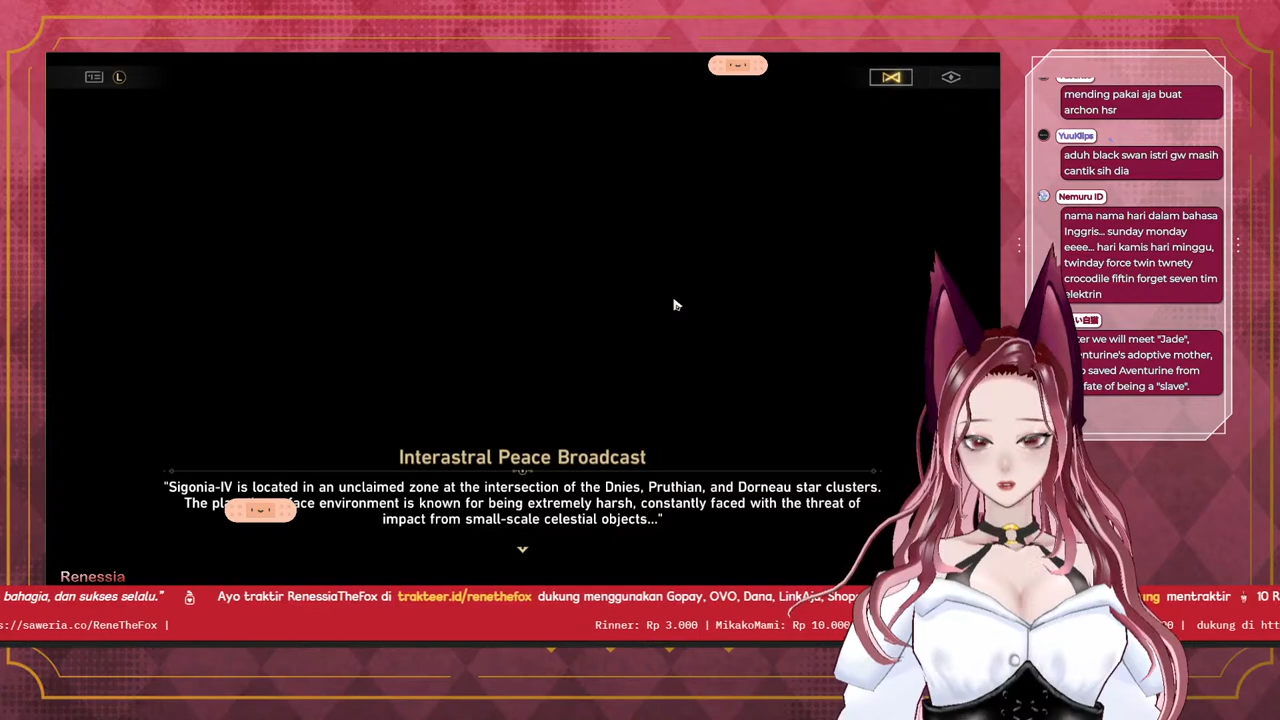 L
mending pakai aja buat
archon hsr
YuuKlips
aduh black swan istri gw masih
cantik sih dia
Nemuru ID
nama nama hari dalam bahasa
Inggris... sunday monday
eeee... hari kamis hari minggu,
twinday force twin twnety
crocodile fiftin forget seven tim
elektrin
い白猫
we will meet "Jade",
adoptive mother,
saved Aventurine from
fate of being a "slave".
Interastral Peace Broadcast
"Sigonia-IV is located in an unclaimed zone at the intersection of the Dnies, Pruthian, and Dorneau star clusters.
The environment is known for being extremely harsh, constantly faced with the threat of
impact from small-scale celestial objects..."
Renessia
bahagia, dan sukses selalu.” Ayo traktir RenessiaTheFox di trakteer.id/renethefox dukung menggunakan Gopay, OVO, Dana, LinkAja, mentraktir 10
://saweria.co/ReneTheFox | Rinner: Rp 3.000 | MikakoMami: Rp 10.000 | dukung di